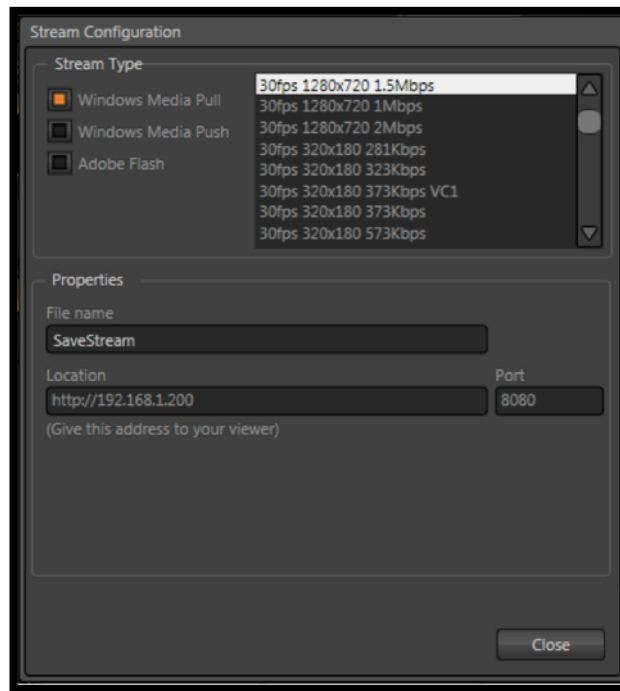 Stream Configuration
Stream Type
Windows Media Pull
Windows Media Push
Adobe Flash
30fps 1280x720 1.5Mbps
30fps 1280x720 1Mbps
30fps 1280x720 2Mbps
30fps 320x180 281Kbps
30fps 320x180 323Kbps
30fps 320x180 373Kbps VC1
30fps 320x180 373Kbps
30fps 320x180 573Kbps
Properties
File name
SaveStream
Location Port
http://192.168.1.200 8080
(Give this address to your viewer)
Close